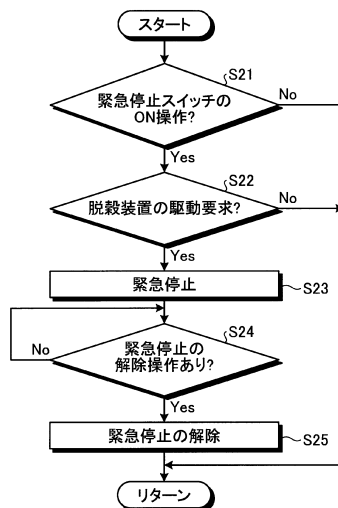 スタート
S21
緊急停止スイッチの
ON操作?
No
Yes
S22
脱穀装置の駆動要求?
No
Yes
緊急停止
S23
S24
緊急停止の
解除操作あり?
No
Yes
緊急停止の解除
S25
リターン